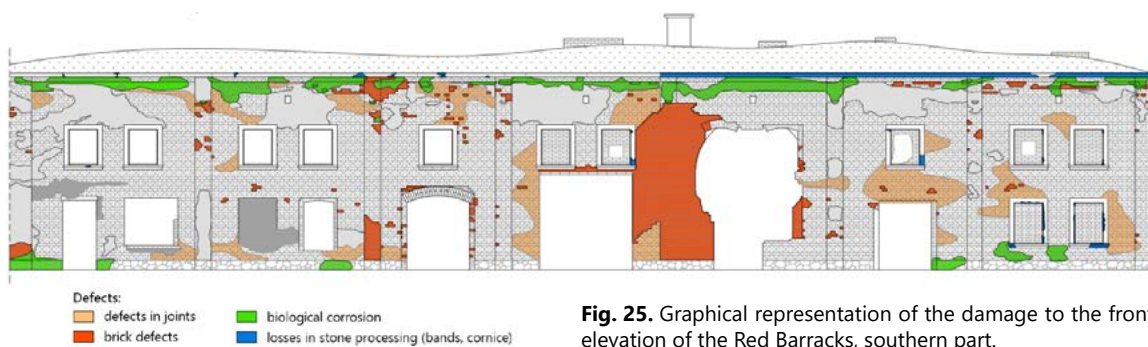 Defects:
defects in joints
brick defects
biological corrosion
losses in stone processing (bands, cornice)
Fig. 25. Graphical representation of the damage to the front
elevation of the Red Barracks, southern part.